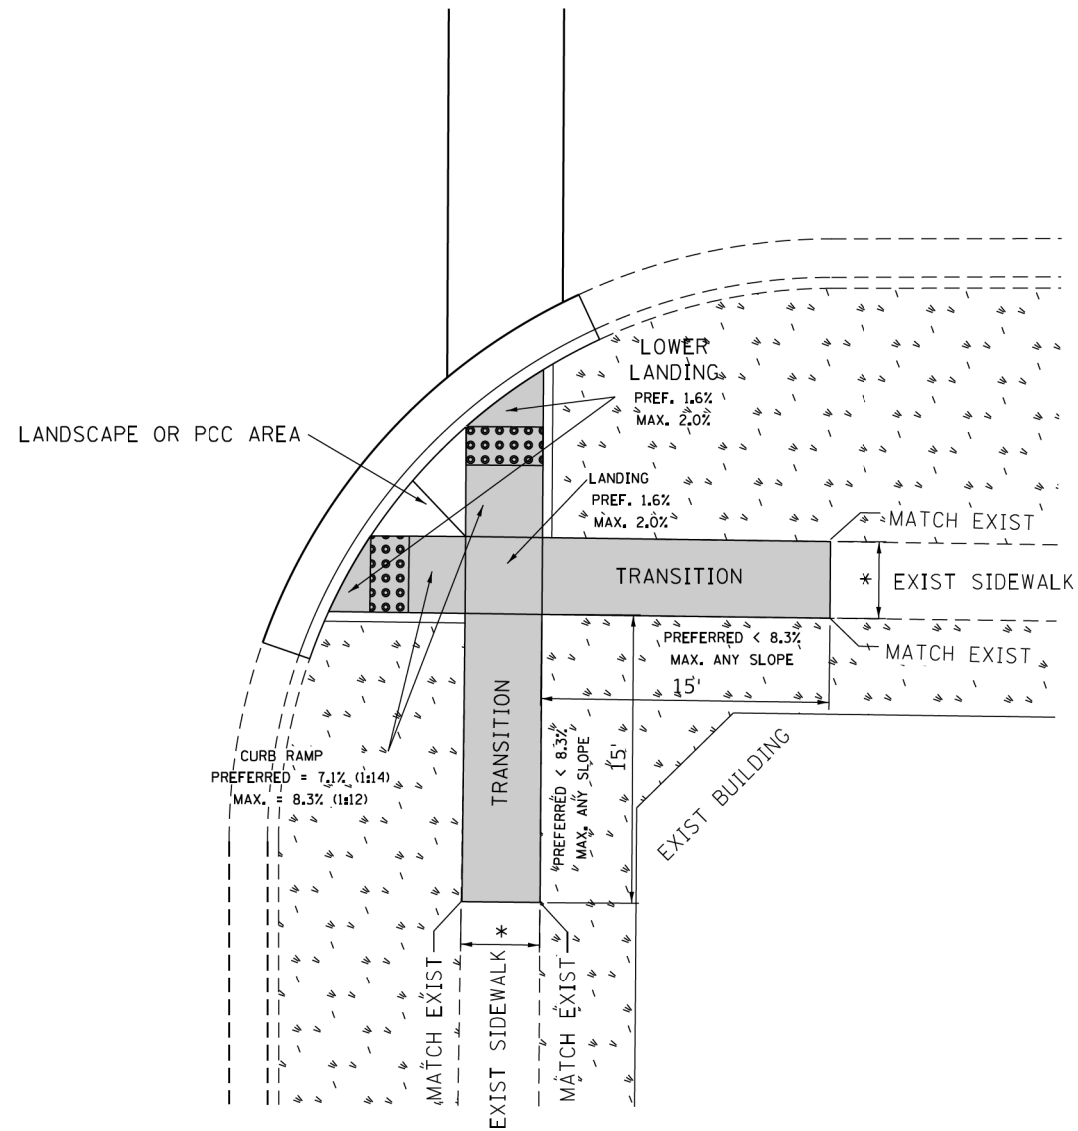 LOWER
LANDING
PREF. 1.6%
MAX. 2.0%
LANDSCAPE OR PCC AREA
LANDING
PREF. 1.6%
MAX. 2.0%
MATCH EXIST
TRANSITION
* EXIST SIDEWALK
PREFERRED < 8.3%
MAX. ANY SLOPE
MATCH EXIST
15'
TRANSITION
CURB RAMP
PREFERRED = 7.1% (1:14)
MAX. = 8.3% (1:12)
PREFERRED < 8.3%
MAX. ANY SLOPE
15'
EXIST BUILDING
MATCH EXIST
EXIST SIDEWALK *
MATCH EXIST